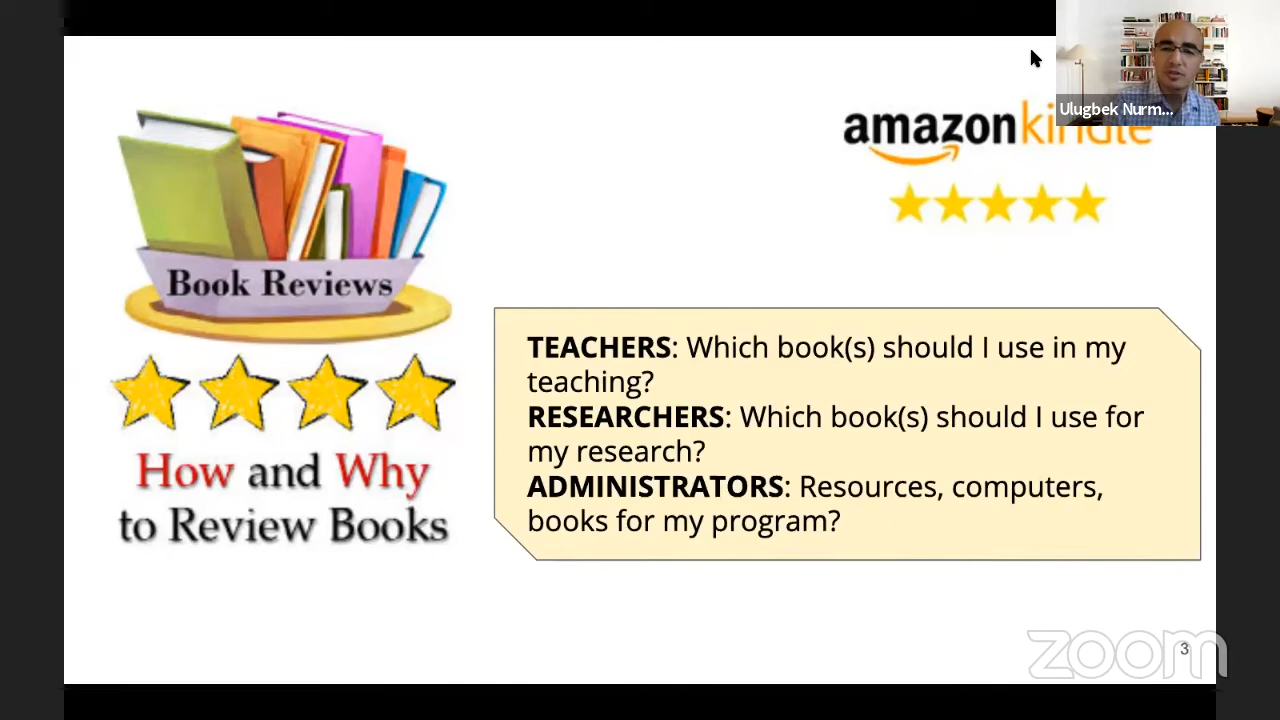 Ulugbek Nurm...
amazonkindle
Book Reviews
How and Why
to Review Books
TEACHERS: Which book(s) should I use in my
teaching?
RESEARCHERS: Which book(s) should I use for
my research?
ADMINISTRATORS: Resources, computers,
books for my program?
zoom
3